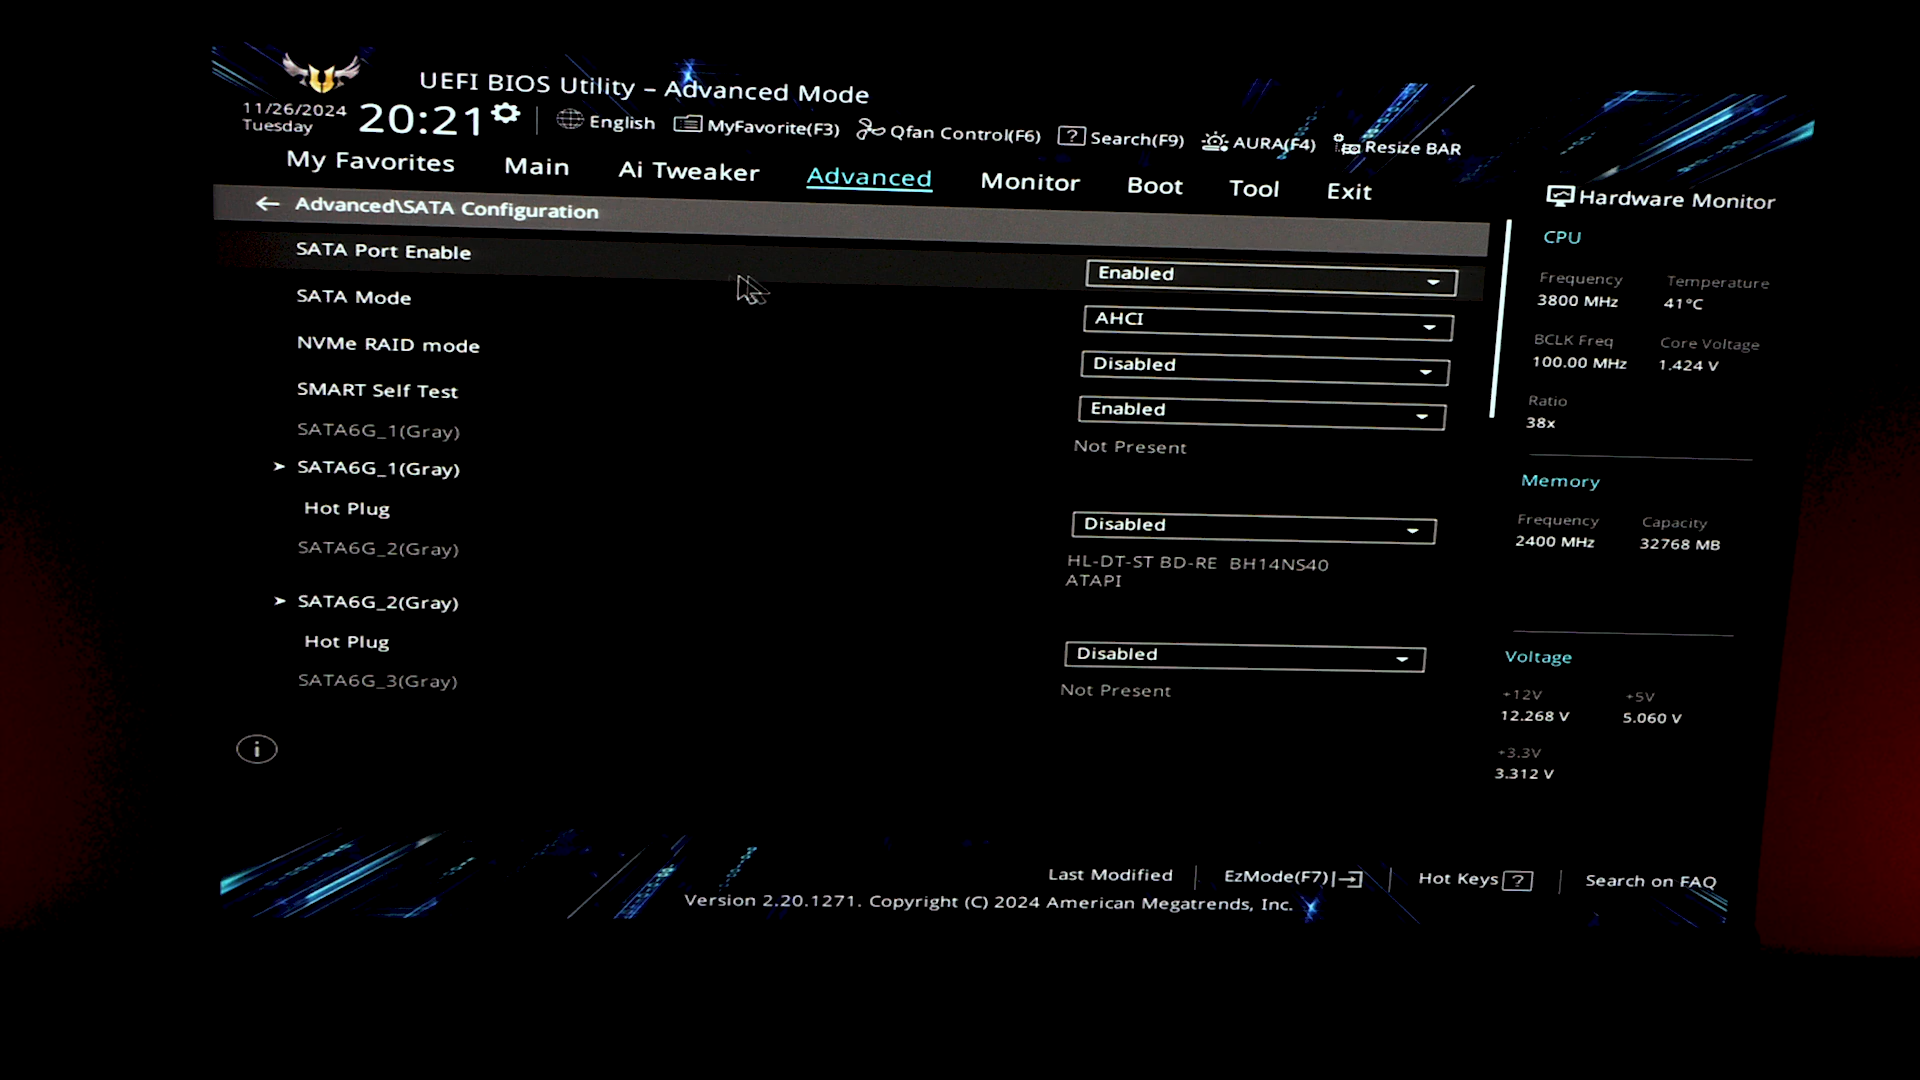 UEFI BIOS Utility – Advanced Mode
11/26/2024
Tuesday
20:21
English
MyFavorite(F3)
Qfan Control(F6)
? Search(F9)
AURA(F4)
Resize BAR
My Favorites
Main
Ai Tweaker
Advanced
Monitor
Boot
Tool
Exit
Advanced\SATA Configuration
SATA Port Enable
Enabled
SATA Mode
AHCI
NVMe RAID mode
Disabled
SMART Self Test
Enabled
SATA6G_1(Gray)
Not Present
SATA6G_1(Gray)
Hot Plug
Disabled
SATA6G_2(Gray)
HL-DT-ST BD-RE BH14NS40
ATAPI
SATA6G_2(Gray)
Hot Plug
Disabled
SATA6G_3(Gray)
Not Present
i
Hardware Monitor
CPU
Frequency Temperature
3800 MHz 41°C
BCLK Freq Core Voltage
100.00 MHz 1.424 V
Ratio
38x
Memory
Frequency Capacity
2400 MHz 32768 MB
Voltage
+12V +5V
12.268 V 5.060 V
+3.3V
3.312 V
Last Modified
EzMode(F7)
Hot Keys ?
Search on FAQ
Version 2.20.1271. Copyright (C) 2024 American Megatrends, Inc.